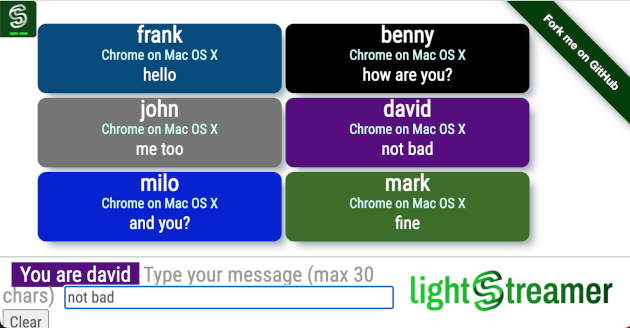 Fork me on GitHub
frank
Chrome on Mac OS X
hello
benny
Chrome on Mac OS X
how are you?
john
Chrome on Mac OS X
me too
david
Chrome on Mac OS X
not bad
milo
Chrome on Mac OS X
and you?
mark
Chrome on Mac OS X
fine
You are david Type your message (max 30
chars) not bad
Clear
lightstreamer